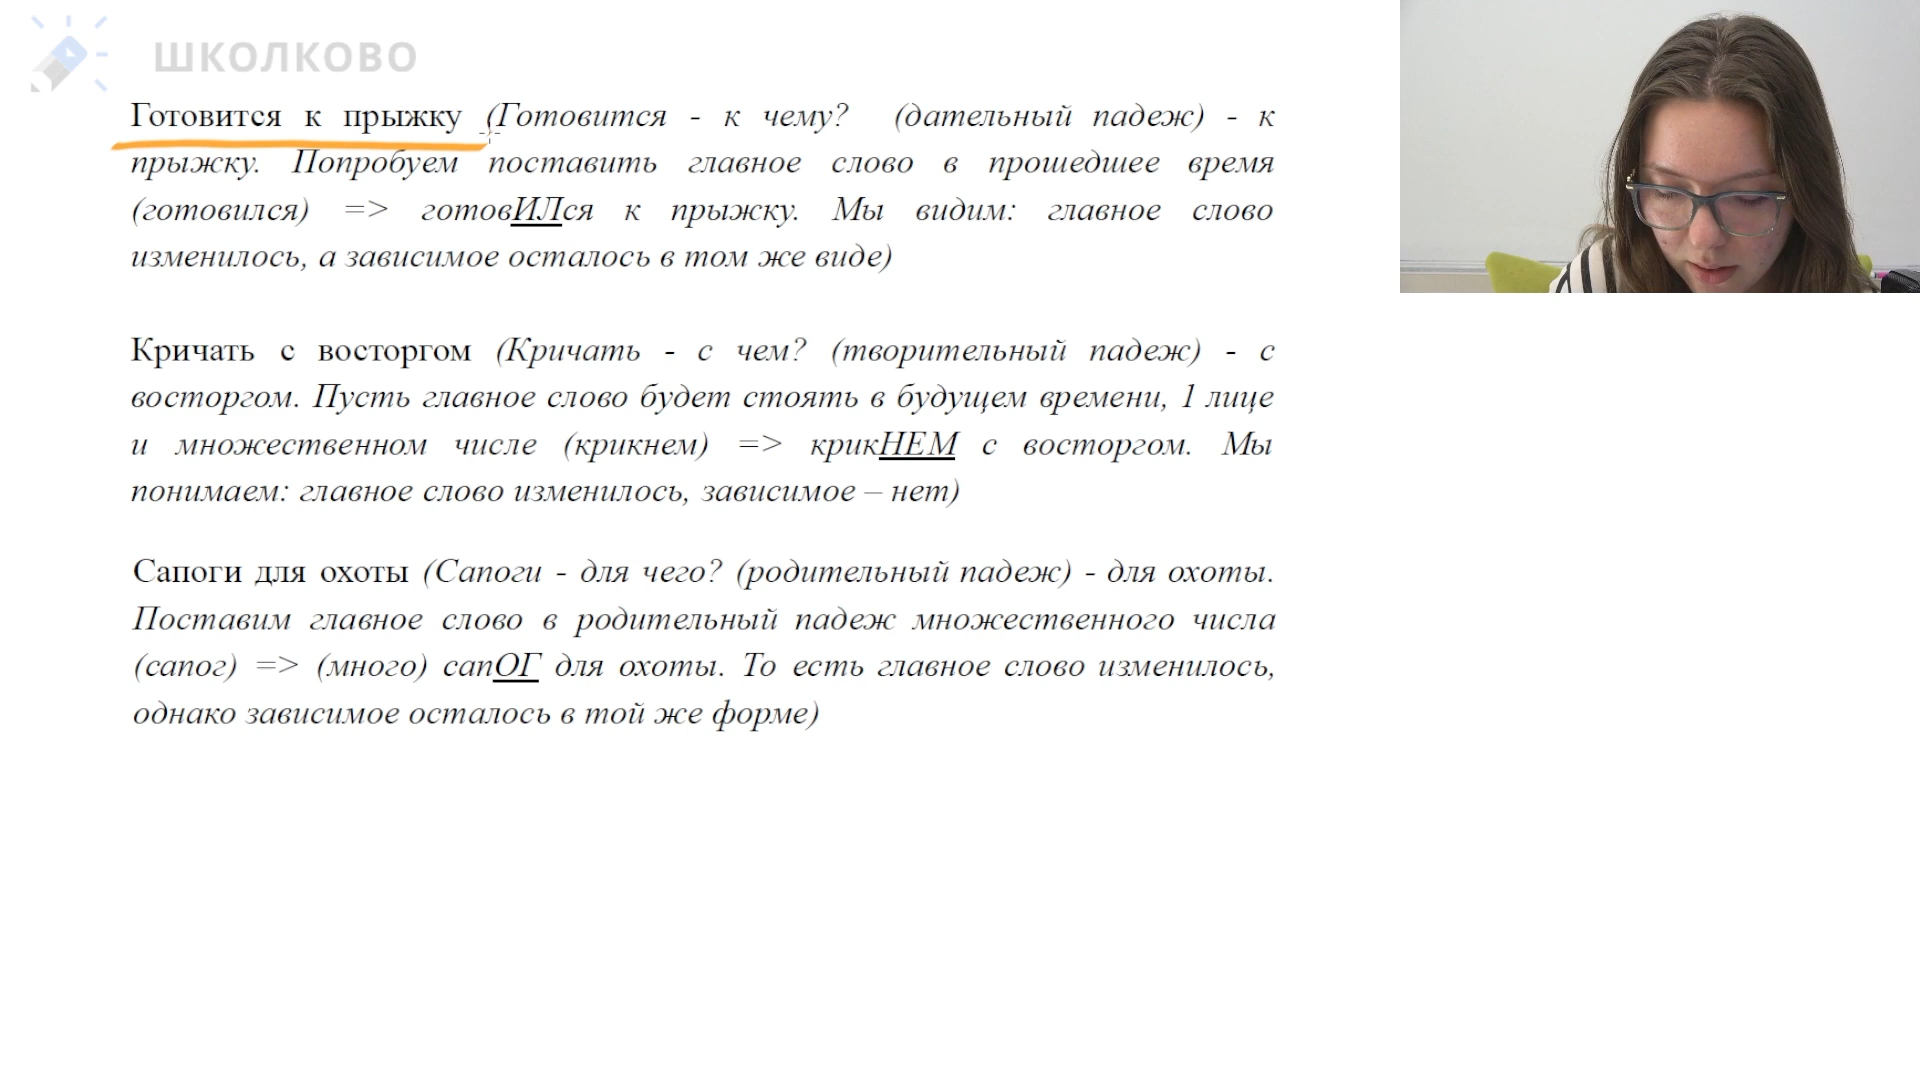 ШКОЛКОВО
Готовится к прыжку (Готовится - к чему? (дательный падеж) - к
прыжку. Попробуем поставить главное слово в прошедшее время
(готовился) => готовИЛся к прыжку. Мы видим: главное слово
изменилось, а зависимое осталось в том же виде)
Кричать с восторгом (Кричать - с чем? (творительный падеж) - с
восторгом. Пусть главное слово будет стоять в будущем времени, 1 лице
и множественном числе (крикнем) => крикНЕМ с восторгом. Мы
понимаем: главное слово изменилось, зависимое – нет)
Сапоги для охоты (Сапоги - для чего? (родительный падеж) - для охоты.
Поставим главное слово в родительный падеж множественного числа
(сапог) => (много) сапОГ для охоты. То есть главное слово изменилось,
однако зависимое осталось в той же форме)